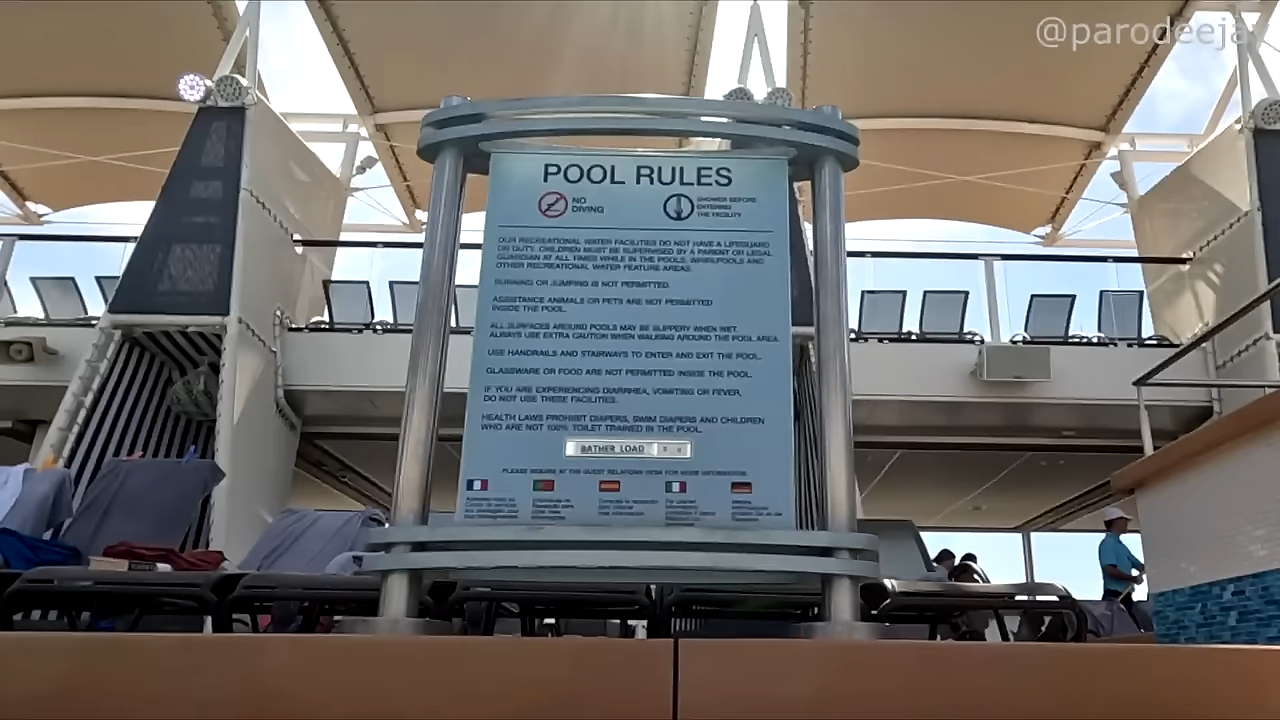 @parodeejay
POOL RULES
NO
DIVING
SHOWER BEFORE
ENTERING
THE FACILITY
OUR RECREATIONAL WATER FACILITIES DO NOT HAVE A LIFEGUARD
ON DUTY. CHILDREN MUST BE SUPERVISED BY A PARENT OR LEGAL
GUARDIAN AT ALL TIMES WHILE IN THE POOLS, WHIRLPOOLS AND
OTHER RECREATIONAL WATER FEATURE AREAS.
RUNNING OR JUMPING IS NOT PERMITTED.
ASSISTANCE ANIMALS OR PETS ARE NOT PERMITTED
INSIDE THE POOL.
ALL SURFACES AROUND POOLS MAY BE SLIPPERY WHEN WET.
ALWAYS USE EXTRA CAUTION WHEN WALKING AROUND THE POOL AREA.
USE HANDRAILS AND STAIRWAYS TO ENTER AND EXIT THE POOL.
GLASSWARE OR FOOD ARE NOT PERMITTED INSIDE THE POOL.
IF YOU ARE EXPERIENCING DIARRHEA, VOMITING OR FEVER,
DO NOT USE THESE FACILITIES.
HEALTH LAWS PROHIBIT DIAPERS, SWIM DIAPERS AND CHILDREN
WHO ARE NOT 100% TOILET TRAINED IN THE POOL.
BATHER LOAD
PLEASE INQUIRE AT THE GUEST RELATIONS DESK FOR MORE INFORMATION.